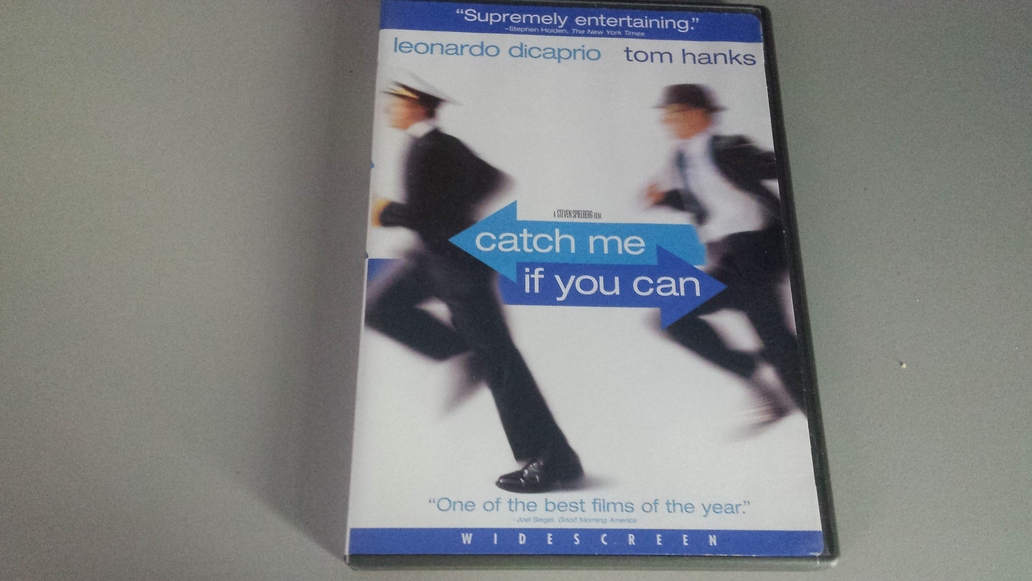 “Supremely entertaining.”
-Stephen Holden, The New York Times
leonardo dicaprio tom hanks
A STEVEN SPIELBERG FILM
catch me
if you can
“One of the best films of the year.”
-Joel Siegel, Good Morning America
WIDESCREEN